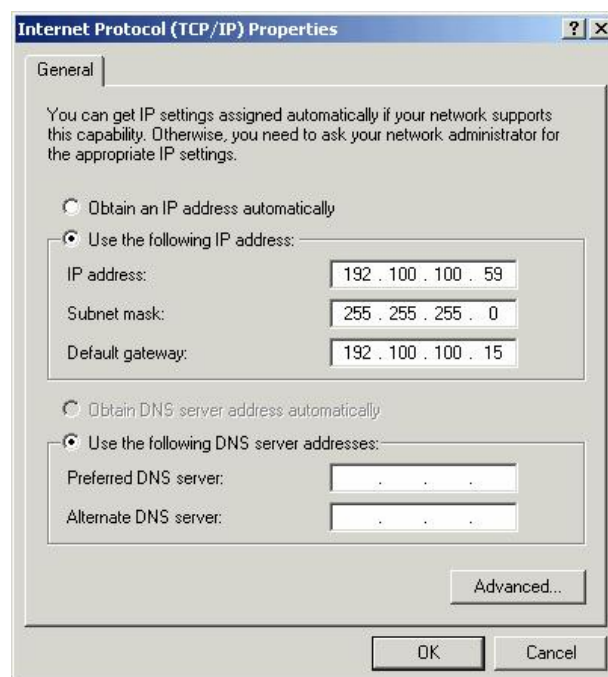 Internet Protocol (TCP/IP) Properties
General
You can get IP settings assigned automatically if your network supports
this capability. Otherwise, you need to ask your network administrator for
the appropriate IP settings.
Obtain an IP address automatically
Use the following IP address:
IP address: 192 . 100 . 100 . 59
Subnet mask: 255 . 255 . 255 . 0
Default gateway: 192 . 100 . 100 . 15
Obtain DNS server address automatically
Use the following DNS server addresses:
Preferred DNS server: . . .
Alternate DNS server: . . .
Advanced...
OK Cancel